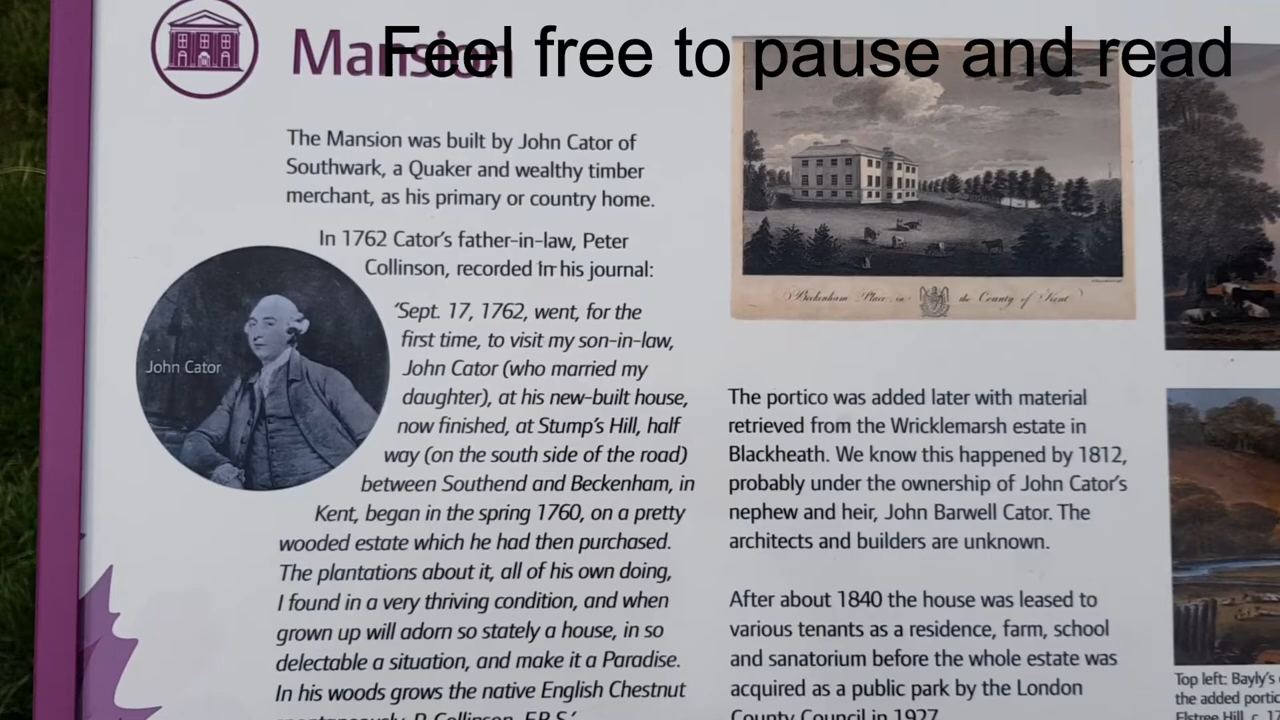 Mansion
Feel free to pause and read
The Mansion was built by John Cator of
Southwark, a Quaker and wealthy timber
merchant, as his primary or country home.
In 1762 Cator's father-in-law, Peter
Collinson, recorded in his journal:
'Sept. 17, 1762, went, for the
first time, to visit my son-in-law,
John Cator (who married my
daughter), at his new-built house,
now finished, at Stump's Hill, half
way (on the south side of the road)
between Southend and Beckenham, in
Kent, began in the spring 1760, on a pretty
wooded estate which he had then purchased.
The plantations about it, all of his own doing,
I found in a very thriving condition, and when
grown up will adorn so stately a house, in so
delectable a situation, and make it a Paradise.
In his woods grows the native English Chestnut
spontaneously. P. Collinson, F.R.S.'
John Cator
Beckenham Place, in the County of Kent
The portico was added later with material
retrieved from the Wricklemarsh estate in
Blackheath. We know this happened by 1812,
probably under the ownership of John Cator's
nephew and heir, John Barwell Cator. The
architects and builders are unknown.
After about 1840 the house was leased to
various tenants as a residence, farm, school
and sanatorium before the whole estate was
acquired as a public park by the London
County Council in 1927
Top left: Bayly's
the added portic
Elstree Hill, c. 17